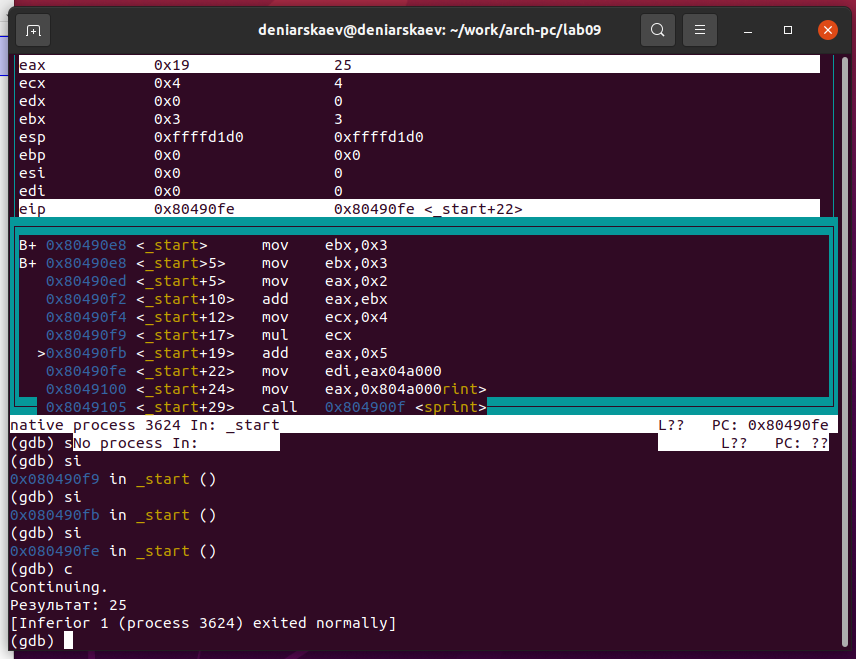 deniarskaev@deniarskaev: ~/work/arch-pc/lab09
eax 0x19 25
ecx 0x4 4
edx 0x0 0
ebx 0x3 3
esp 0xffffd1d0 0xffffd1d0
ebp 0x0 0x0
esi 0x0 0
edi 0x0 0
eip 0x80490fe 0x80490fe <_start+22>
B+ 0x80490e8 <_start> mov ebx,0x3
B+ 0x80490e8 <_start>5> mov ebx,0x3
0x80490ed <_start+5> mov eax,0x2
0x80490f2 <_start+10> add eax,ebx
0x80490f4 <_start+12> mov ecx,0x4
0x80490f9 <_start+17> mul ecx
>0x80490fb <_start+19> add eax,0x5
0x80490fe <_start+22> mov edi,eax04a000
0x8049100 <_start+24> mov eax,0x804a000rint>
0x8049105 <_start+29> call 0x804900f <sprint>
native process 3624 In: _start L?? PC: 0x80490fe
(gdb) sNo process In: L?? PC: ??
(gdb) si
0x080490f9 in _start ()
(gdb) si
0x080490fb in _start ()
(gdb) si
0x080490fe in _start ()
(gdb) c
Continuing.
Результат: 25
[Inferior 1 (process 3624) exited normally]
(gdb)